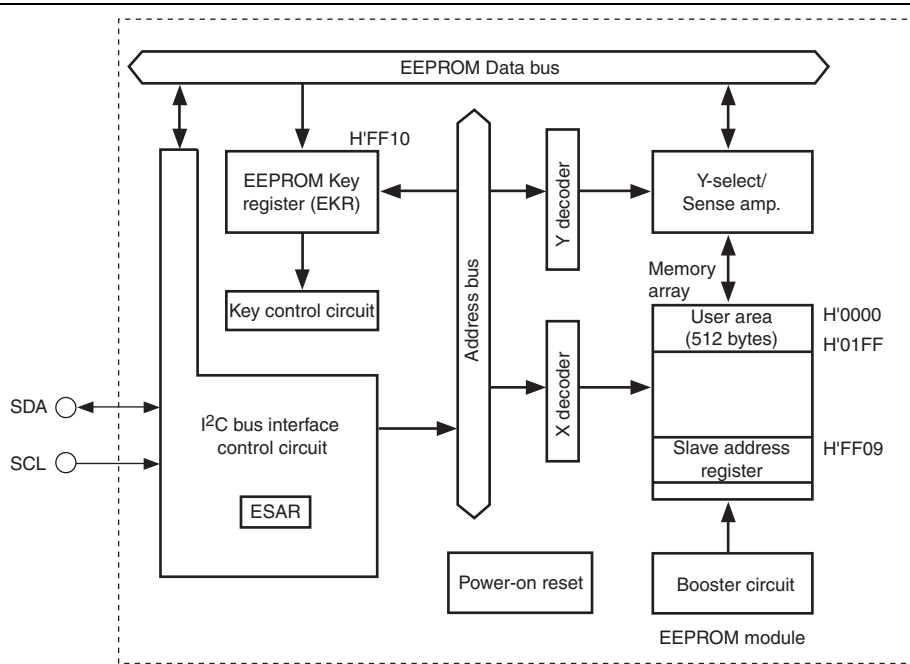 EEPROM Data bus
H'FF10
EEPROM Key
register (EKR)
Key control circuit
Address bus
Y decoder
X decoder
Y-select/
Sense amp.
Memory
array
User area
(512 bytes)
H'0000
H'01FF
Slave address
register
H'FF09
SDA
SCL
I2C bus interface
control circuit
ESAR
Power-on reset
Booster circuit
EEPROM module